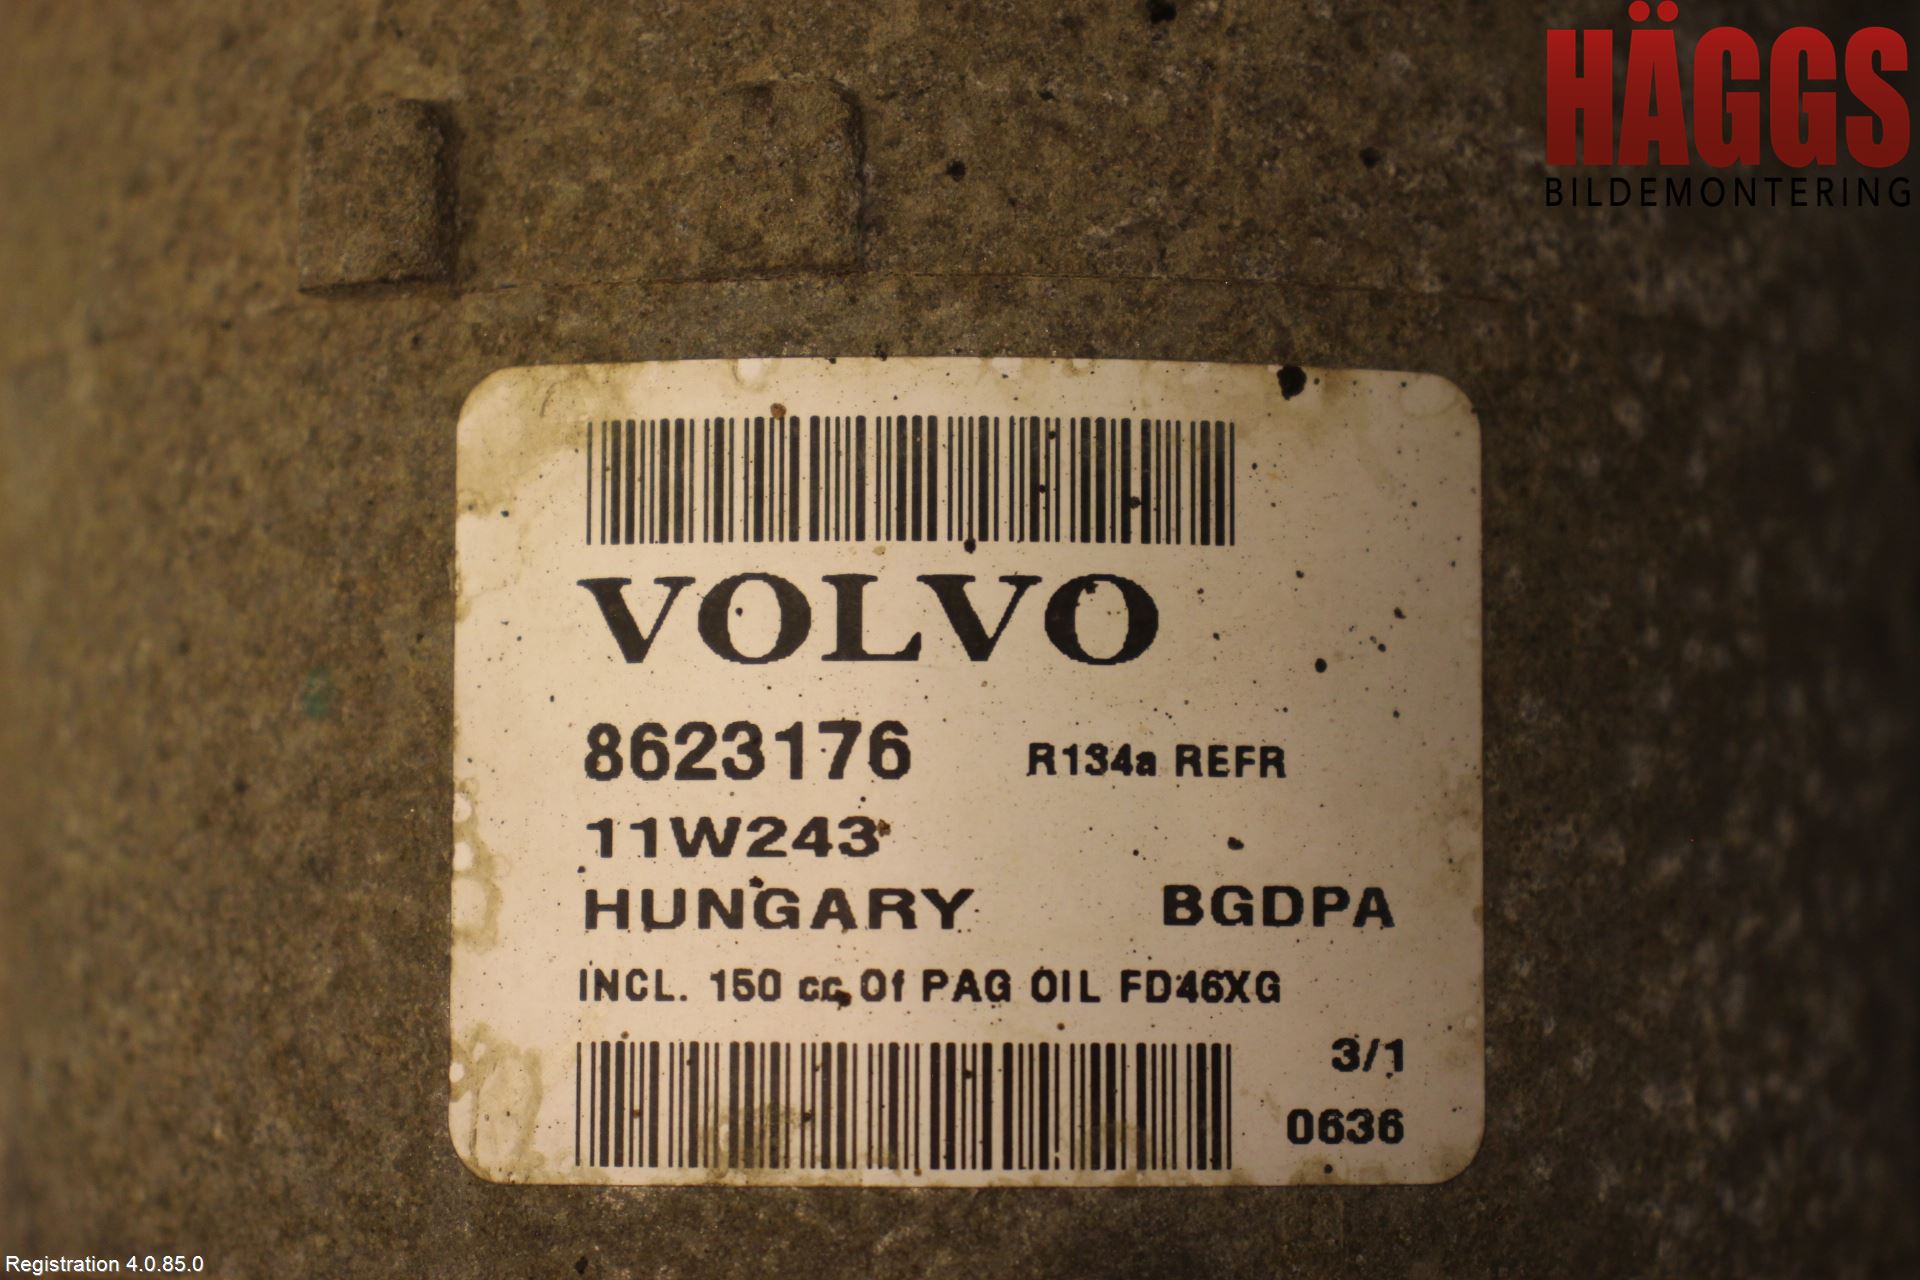 HÄGGS
BILDEMONTERING
VOLVO
8623176 R134a REFR
11W243
HUNGARY BGDPA
INCL. 150 cc Of PAG OIL FD46XG
3/1
0636
Registration 4.0.85.0